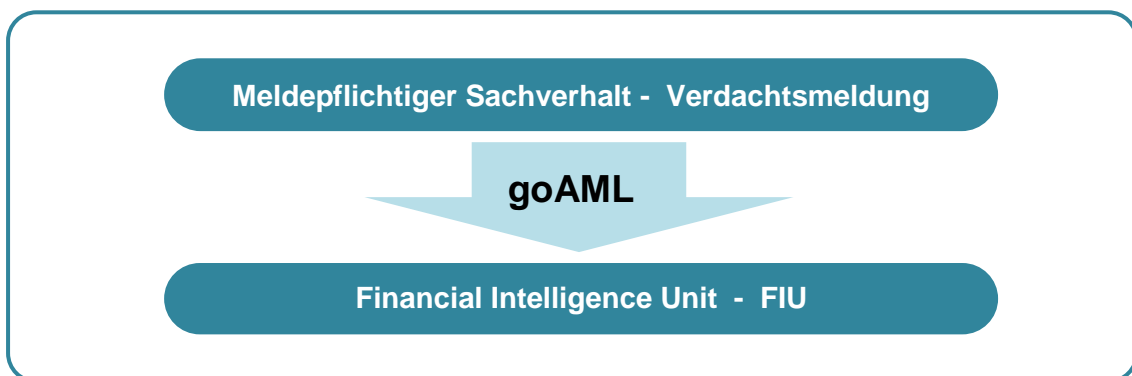 Meldepflichtiger Sachverhalt - Verdachtsmeldung
goAML
Financial Intelligence Unit - FIU